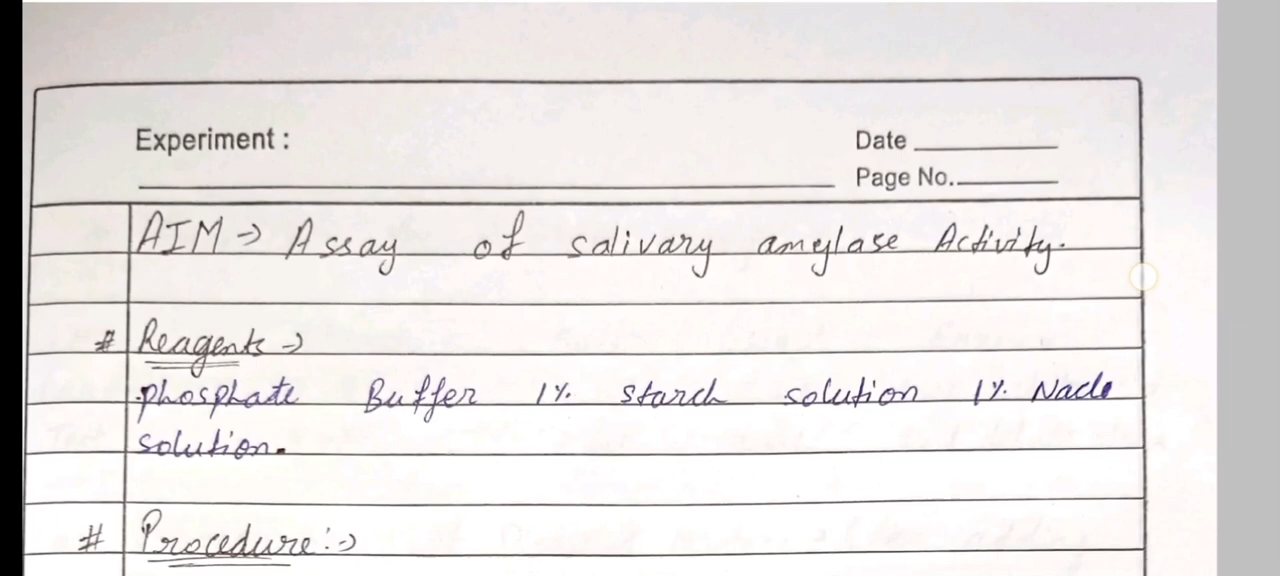 Experiment :
Date
Page No.
AIM → Assay of salivary amylase Activity.
# Reagents →
phosphate Buffer 1% starch solution 1% Nacl
solution.
# Procedure :→